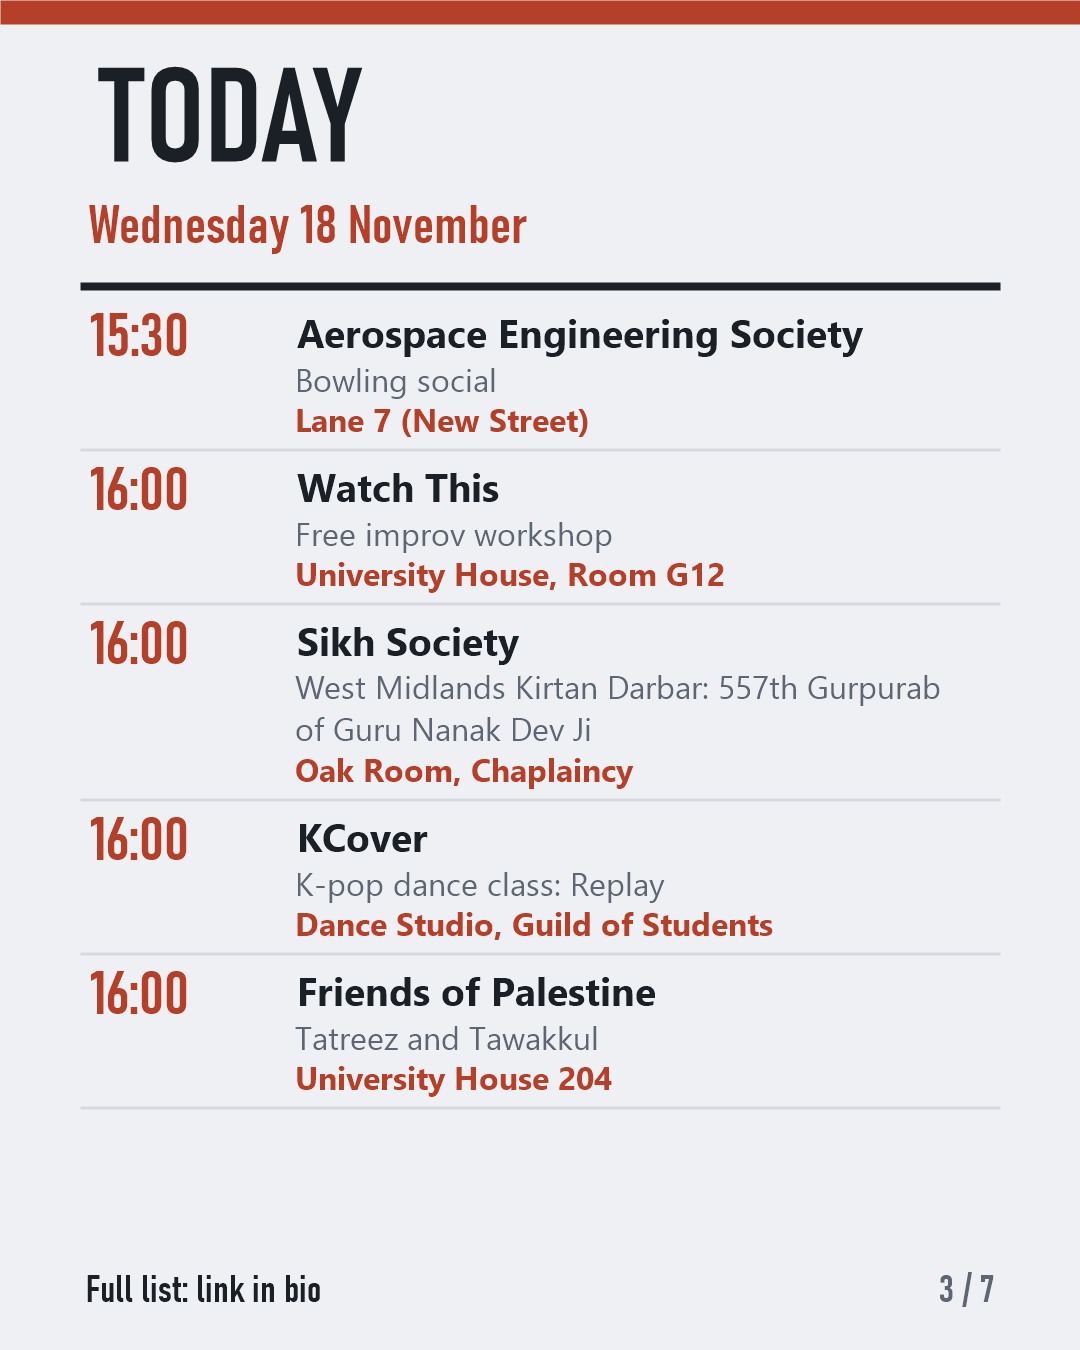 TODAY
Wednesday 18 November
15:30
Aerospace Engineering Society
Bowling social
Lane 7 (New Street)
16:00
Watch This
Free improv workshop
University House, Room G12
16:00
Sikh Society
West Midlands Kirtan Darbar: 557th Gurpurab
of Guru Nanak Dev Ji
Oak Room, Chaplaincy
16:00
KCover
K-pop dance class: Replay
Dance Studio, Guild of Students
16:00
Friends of Palestine
Tatreez and Tawakkul
University House 204
Full list: link in bio
3 / 7